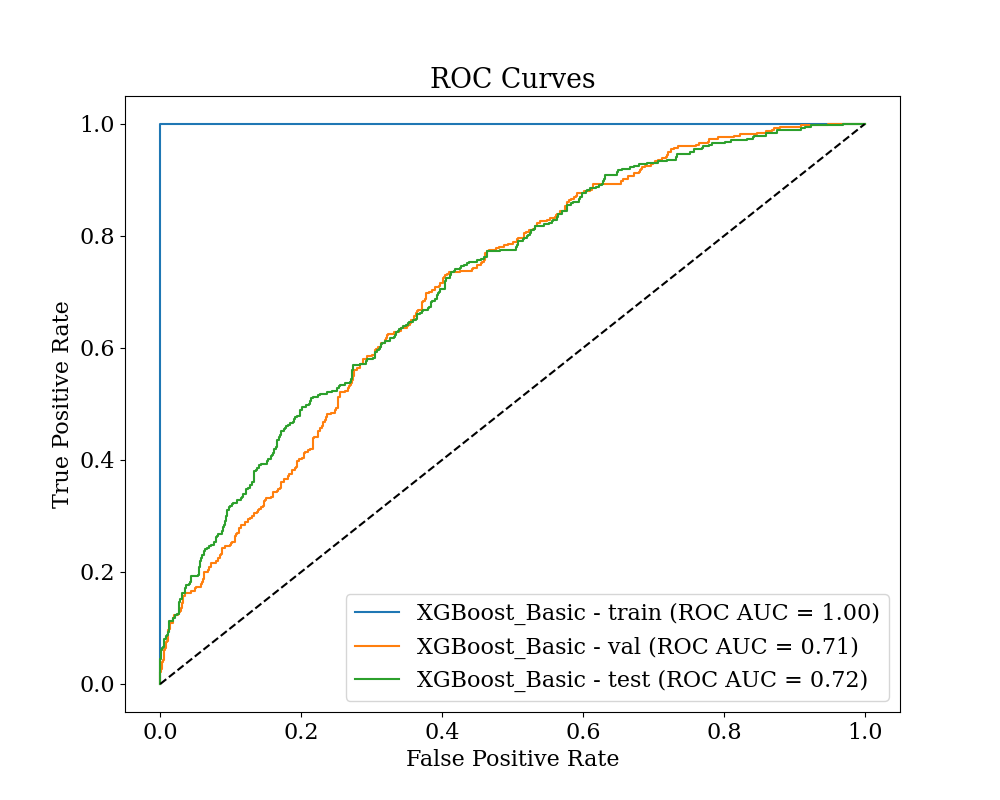 ROC Curves
True Positive Rate
1.0
0.8
0.6
0.4
0.2
0.0
XGBoost_Basic - train (ROC AUC = 1.00)
XGBoost_Basic - val (ROC AUC = 0.71)
XGBoost_Basic - test (ROC AUC = 0.72)
0.0 0.2 0.4 0.6 0.8 1.0
False Positive Rate